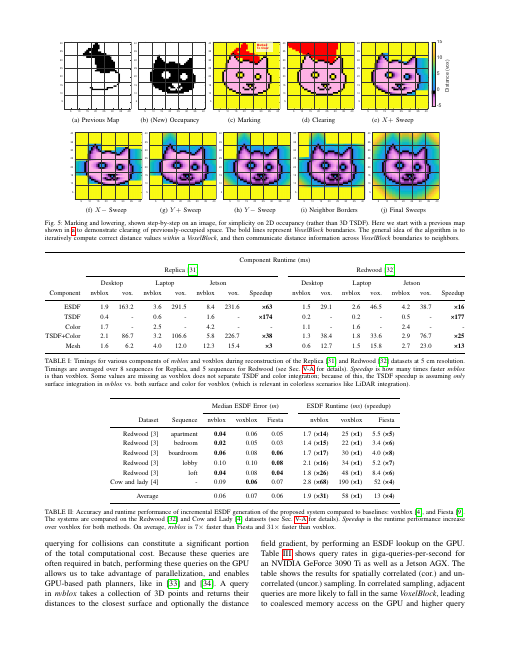 Distance (vox)
(a) Previous Map
(b) (New) Occupancy
(c) Marking
(d) Clearing
(e) X+ Sweep
(f) X− Sweep
(g) Y+ Sweep
(h) Y− Sweep
(i) Neighbor Borders
(j) Final Sweeps
Fig. 5: Marking and lowering, shown step-by-step on an image, for simplicity on 2D occupancy (rather than 3D TSDF). Here we start with a previous map
shown in a to demonstrate clearing of previously-occupied space. The bold lines represent VoxelBlock borders. The general idea of the algorithm is to
iteratively compute correct distance values within a VoxelBlock, and then communicate distance information across VoxelBlock boundaries to neighbors.
Component Runtime (ms)
Replica [31] Redwood [32]
Desktop Laptop Jetson Desktop Laptop Jetson
Component nvblox vox. nvblox vox. nvblox vox. Speedup nvblox vox. nvblox vox. nvblox vox. Speedup
ESDF 1.9 163.2 3.6 291.5 8.4 231.6 ×63 1.5 29.1 2.6 46.5 4.2 38.7 ×16
TSDF 0.4 - 0.6 - 1.6 - ×174 0.2 - 0.2 - 0.5 - ×177
Color 1.7 - 2.5 - 4.2 - 1.1 - 1.6 - 2.4 -
TSDF+Color 2.1 86.7 3.2 106.6 5.8 226.7 ×38 1.3 38.4 1.8 33.6 2.9 76.7 ×25
Mesh 1.6 6.2 4.0 12.0 12.3 15.4 ×3 0.6 12.7 1.5 15.8 2.7 23.0 ×13
TABLE I: Timings for various components of nvblox and voxblox during reconstruction of the Replica [31] and Redwood [32] datasets at 5 cm resolution.
Timings are averaged over 8 sequences for Replica, and 5 sequences for Redwood (see Sec. V-A for details). Speedup is how many times faster nvblox
is than voxblox. Some values are missing as voxblox does not separate TSDF and color integration; because of this, the TSDF speedup is assuming only
surface integration in nvblox vs. both surface and color for voxblox (which is relevant in colorless scenarios like LiDAR integration).
Median ESDF Error (m) ESDF Runtime (ms) (speedup)
Dataset Sequence nvblox voxblox Fiesta nvblox voxblox Fiesta
Redwood [3] apartment 0.04 0.06 0.05 1.7 (×14) 25 (×1) 5.5 (×5)
Redwood [3] bedroom 0.02 0.05 0.03 1.4 (×15) 22 (×1) 3.4 (×6)
Redwood [3] boardroom 0.06 0.08 0.06 1.7 (×17) 30 (×1) 4.0 (×8)
Redwood [3] lobby 0.10 0.10 0.08 2.1 (×16) 34 (×1) 5.2 (×7)
Redwood [3] loft 0.04 0.08 0.04 1.8 (×26) 48 (×1) 8.4 (×6)
Cow and lady [4] - 0.09 0.06 0.07 2.8 (×68) 190 (×1) 52 (×4)
Average 0.06 0.07 0.06 1.9 (×31) 58 (×1) 13 (×4)
TABLE II: Accuracy and runtime performance of incremental ESDF generation of the proposed system compared to baselines: voxblox [4], and Fiesta [9].
The systems are compared on the Redwood [32] and Cow and Lady [4] datasets (see Sec. V-A for details). Speedup is the runtime performance increase
over voxblox for both methods. On average, nvblox is 7× faster than Fiesta and 31× faster than voxblox.
querying for collisions can constitute a significant portion
of the total computational cost. Because these queries are
often required in batch, performing these queries on the GPU
allows us to take advantage of parallelization, and enables
GPU-based path planners, like in [33] and [34]. A query
in nvblox takes a collection of 3D points and returns their
distances to the closest surface and optionally the distance
field gradient, by performing an ESDF lookup on the GPU.
Table III shows query rates in giga-queries-per-second for
an NVIDIA GeForce 3090 Ti as well as a Jetson AGX. The
table shows the results for spatially correlated (cor.) and un-
correlated (uncor.) sampling. In correlated sampling, adjacent
queries are more likely to fall in the same VoxelBlock, leading
to coalesced memory access on the GPU and higher query